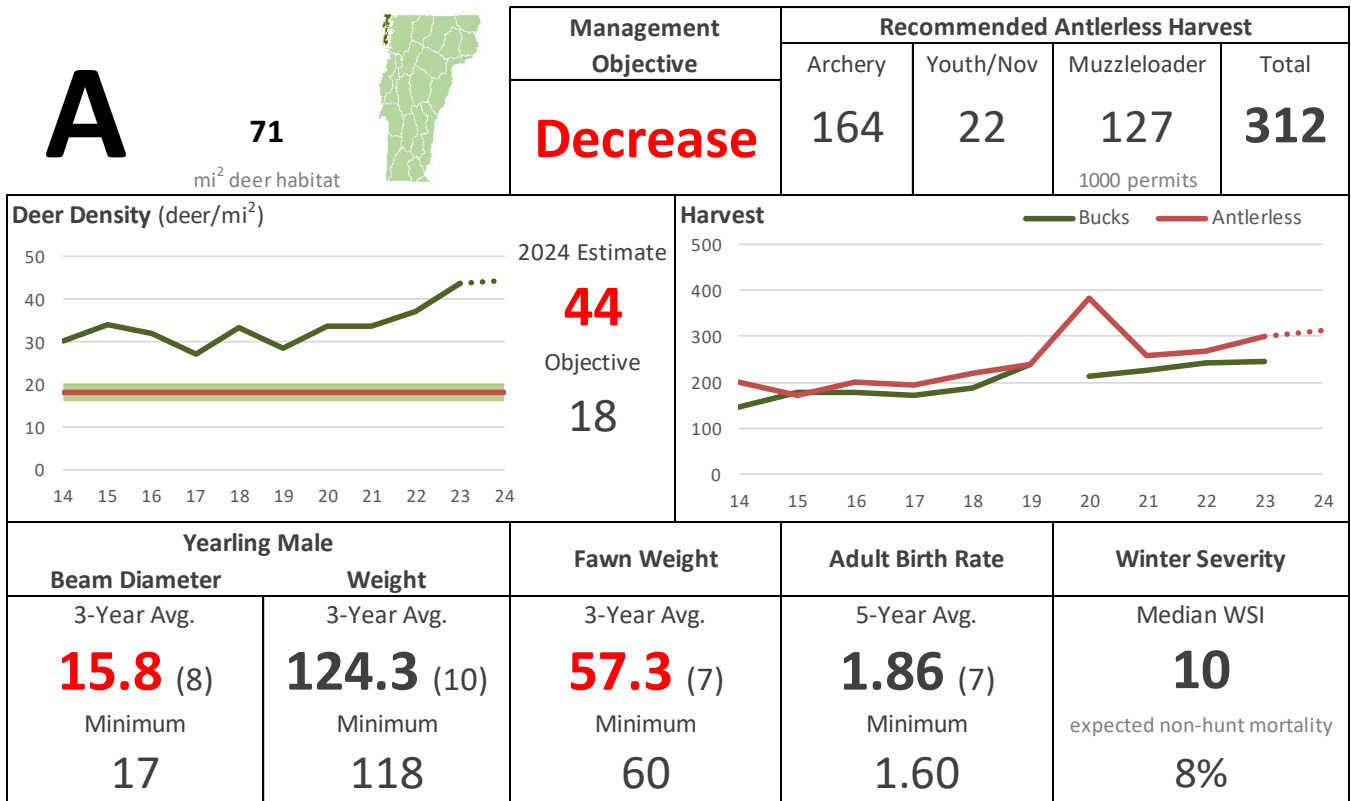 A
71
mi² deer habitat
Management
Objective
Decrease
Recommended Antlerless Harvest
Archery Youth/Nov Muzzleloader Total
164 22 127 312
1000 permits
Deer Density (deer/mi²)
50
40
30
20
10
0
14 15 16 17 18 19 20 21 22 23 24
2024 Estimate
44
Objective
18
Harvest
Bucks Antlerless
500
400
300
200
100
0
14 15 16 17 18 19 20 21 22 23 24
Yearling Male
Beam Diameter Weight
Fawn Weight
Adult Birth Rate
Winter Severity
3-Year Avg. 3-Year Avg. 3-Year Avg. 5-Year Avg. Median WSI
15.8 (8) 124.3 (10) 57.3 (7) 1.86 (7) 10
Minimum Minimum Minimum Minimum expected non-hunt mortality
17 118 60 1.60 8%